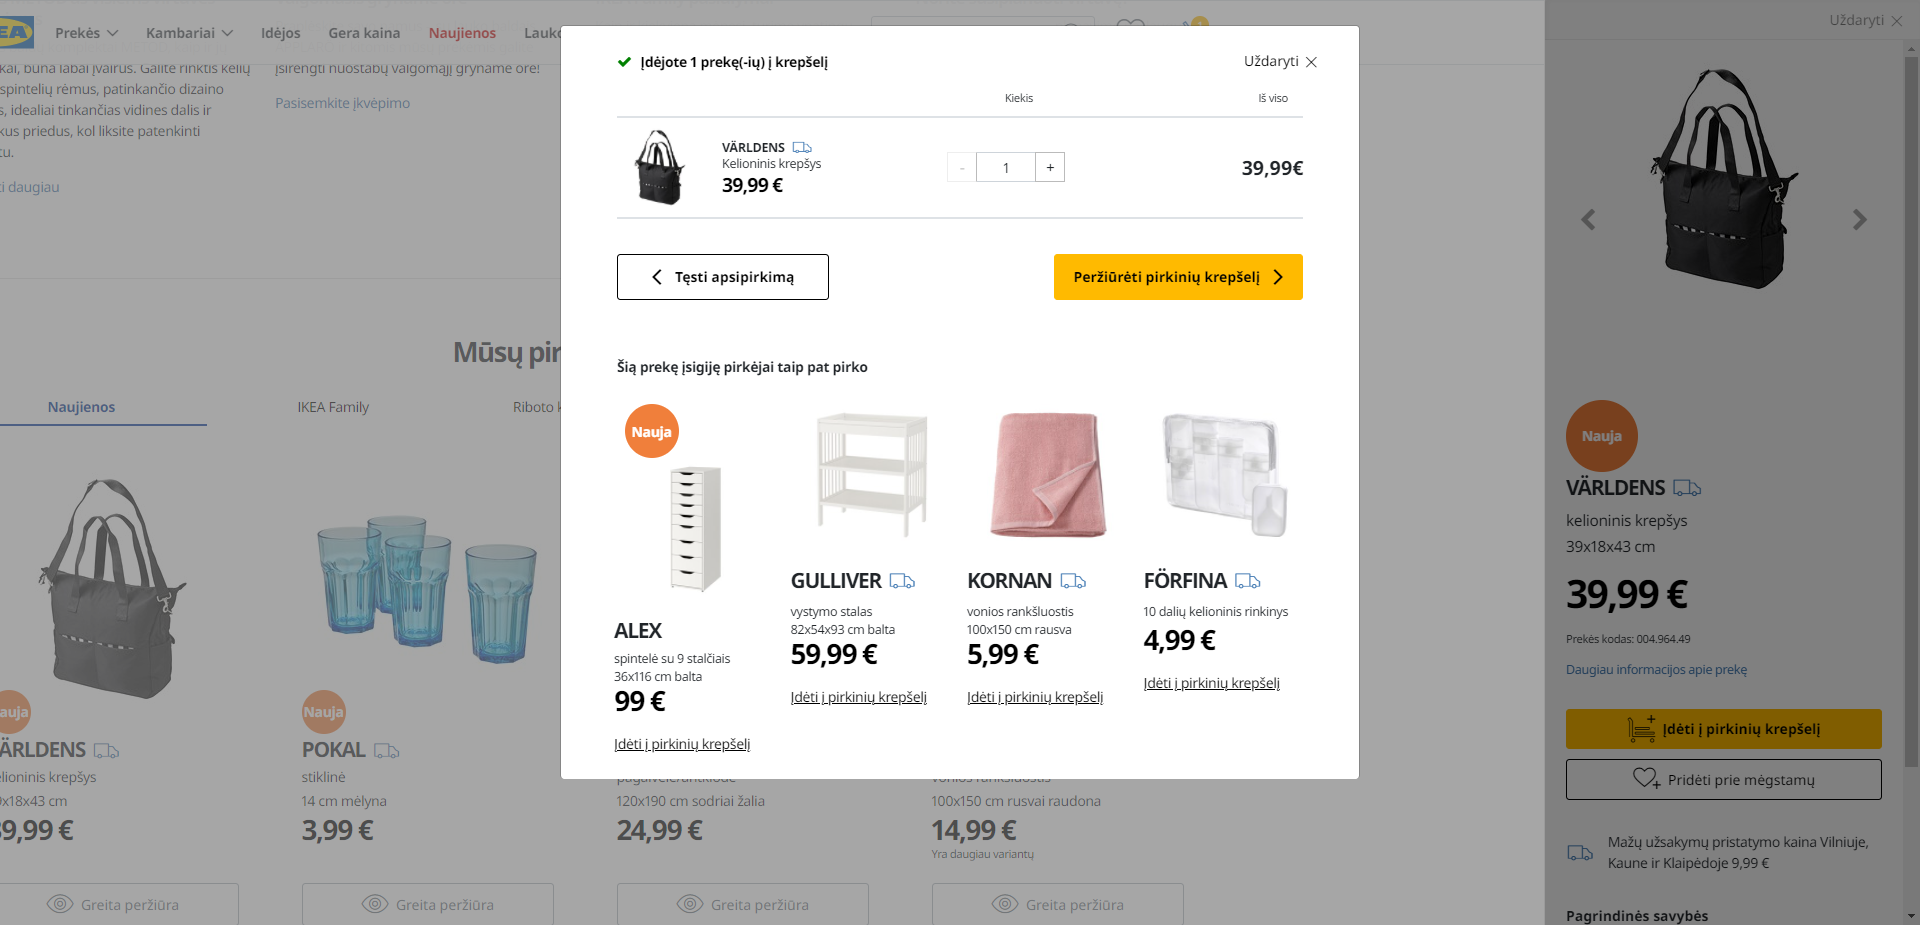 EA
Prekės
Kambariai
Idėjos
Gera kaina
Naujienos
1
Uždaryti
būna labai įvairus. Galite rinktis kelių
spintelių rėmus, patinkančio dizaino
s, idealiai tinkančias vidines dalis ir
kus priedus, kol liksite patenkinti
tu.
daugiau
įsirengti nuostabų valgomąjį gryname ore!
Pasisemkite įkvėpimo
Įdėjote 1 prekę(-ių) į krepšelį
Uždaryti
Kiekis
Iš viso
VÄRLDENS
Kelioninis krepšys
39,99 €
-
1
+
39,99€
Tęsti apsipirkimą
Peržiūrėti pirkinių krepšelį
Šią prekę įsigiję pirkėjai taip pat pirko
Nauja
ALEX
spintelė su 9 stalčiais
36x116 cm balta
99 €
Įdėti į pirkinių krepšelį
GULLIVER
vystymo stalas
82x54x93 cm balta
59,99 €
Įdėti į pirkinių krepšelį
KORNAN
vonios rankšluostis
100x150 cm rausva
5,99 €
Įdėti į pirkinių krepšelį
FÖRFINA
10 dalių kelioninis rinkinys
4,99 €
Įdėti į pirkinių krepšelį
Mūsų pir
Naujienos
IKEA Family
Riboto k
auja
ÄRLDENS
elioninis krepšys
9x18x43 cm
39,99 €
Greita peržiūra
Nauja
POKAL
stiklinė
14 cm mėlyna
3,99 €
Greita peržiūra
120x190 cm sodriai žalia
24,99 €
Greita peržiūra
vonios rankšluostis
100x150 cm rusvai raudona
14,99 €
Yra daugiau variantų
Greita peržiūra
Nauja
VÄRLDENS
kelioninis krepšys
39x18x43 cm
39,99 €
Prekės kodas: 004.964.49
Daugiau informacijos apie prekę
Įdėti į pirkinių krepšelį
Pridėti prie mėgstamų
Mažų užsakymų pristatymo kaina Vilniuje,
Kaune ir Klaipėdoje 9,99 €
Pagrindinės savybės